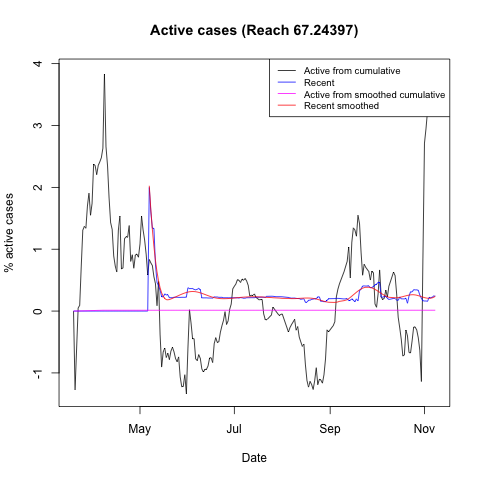 Active cases (Reach 67.24397)
Active from cumulative
Recent
Active from smoothed cumulative
Recent smoothed
% active cases
4
3
2
1
0
-1
May
Jul
Sep
Nov
Date